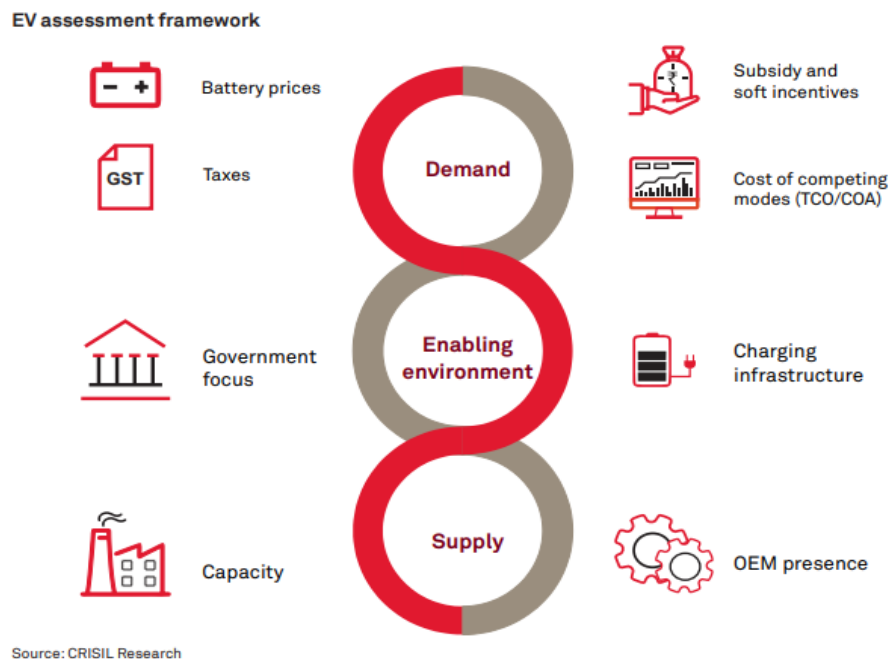 EV assessment framework
Battery prices
Subsidy and
soft incentives
Demand
GST
Taxes
Cost of competing
modes (TCO/COA)
Government
focus
Enabling
environment
Charging
infrastructure
Capacity
Supply
OEM presence
Source: CRISIL Research